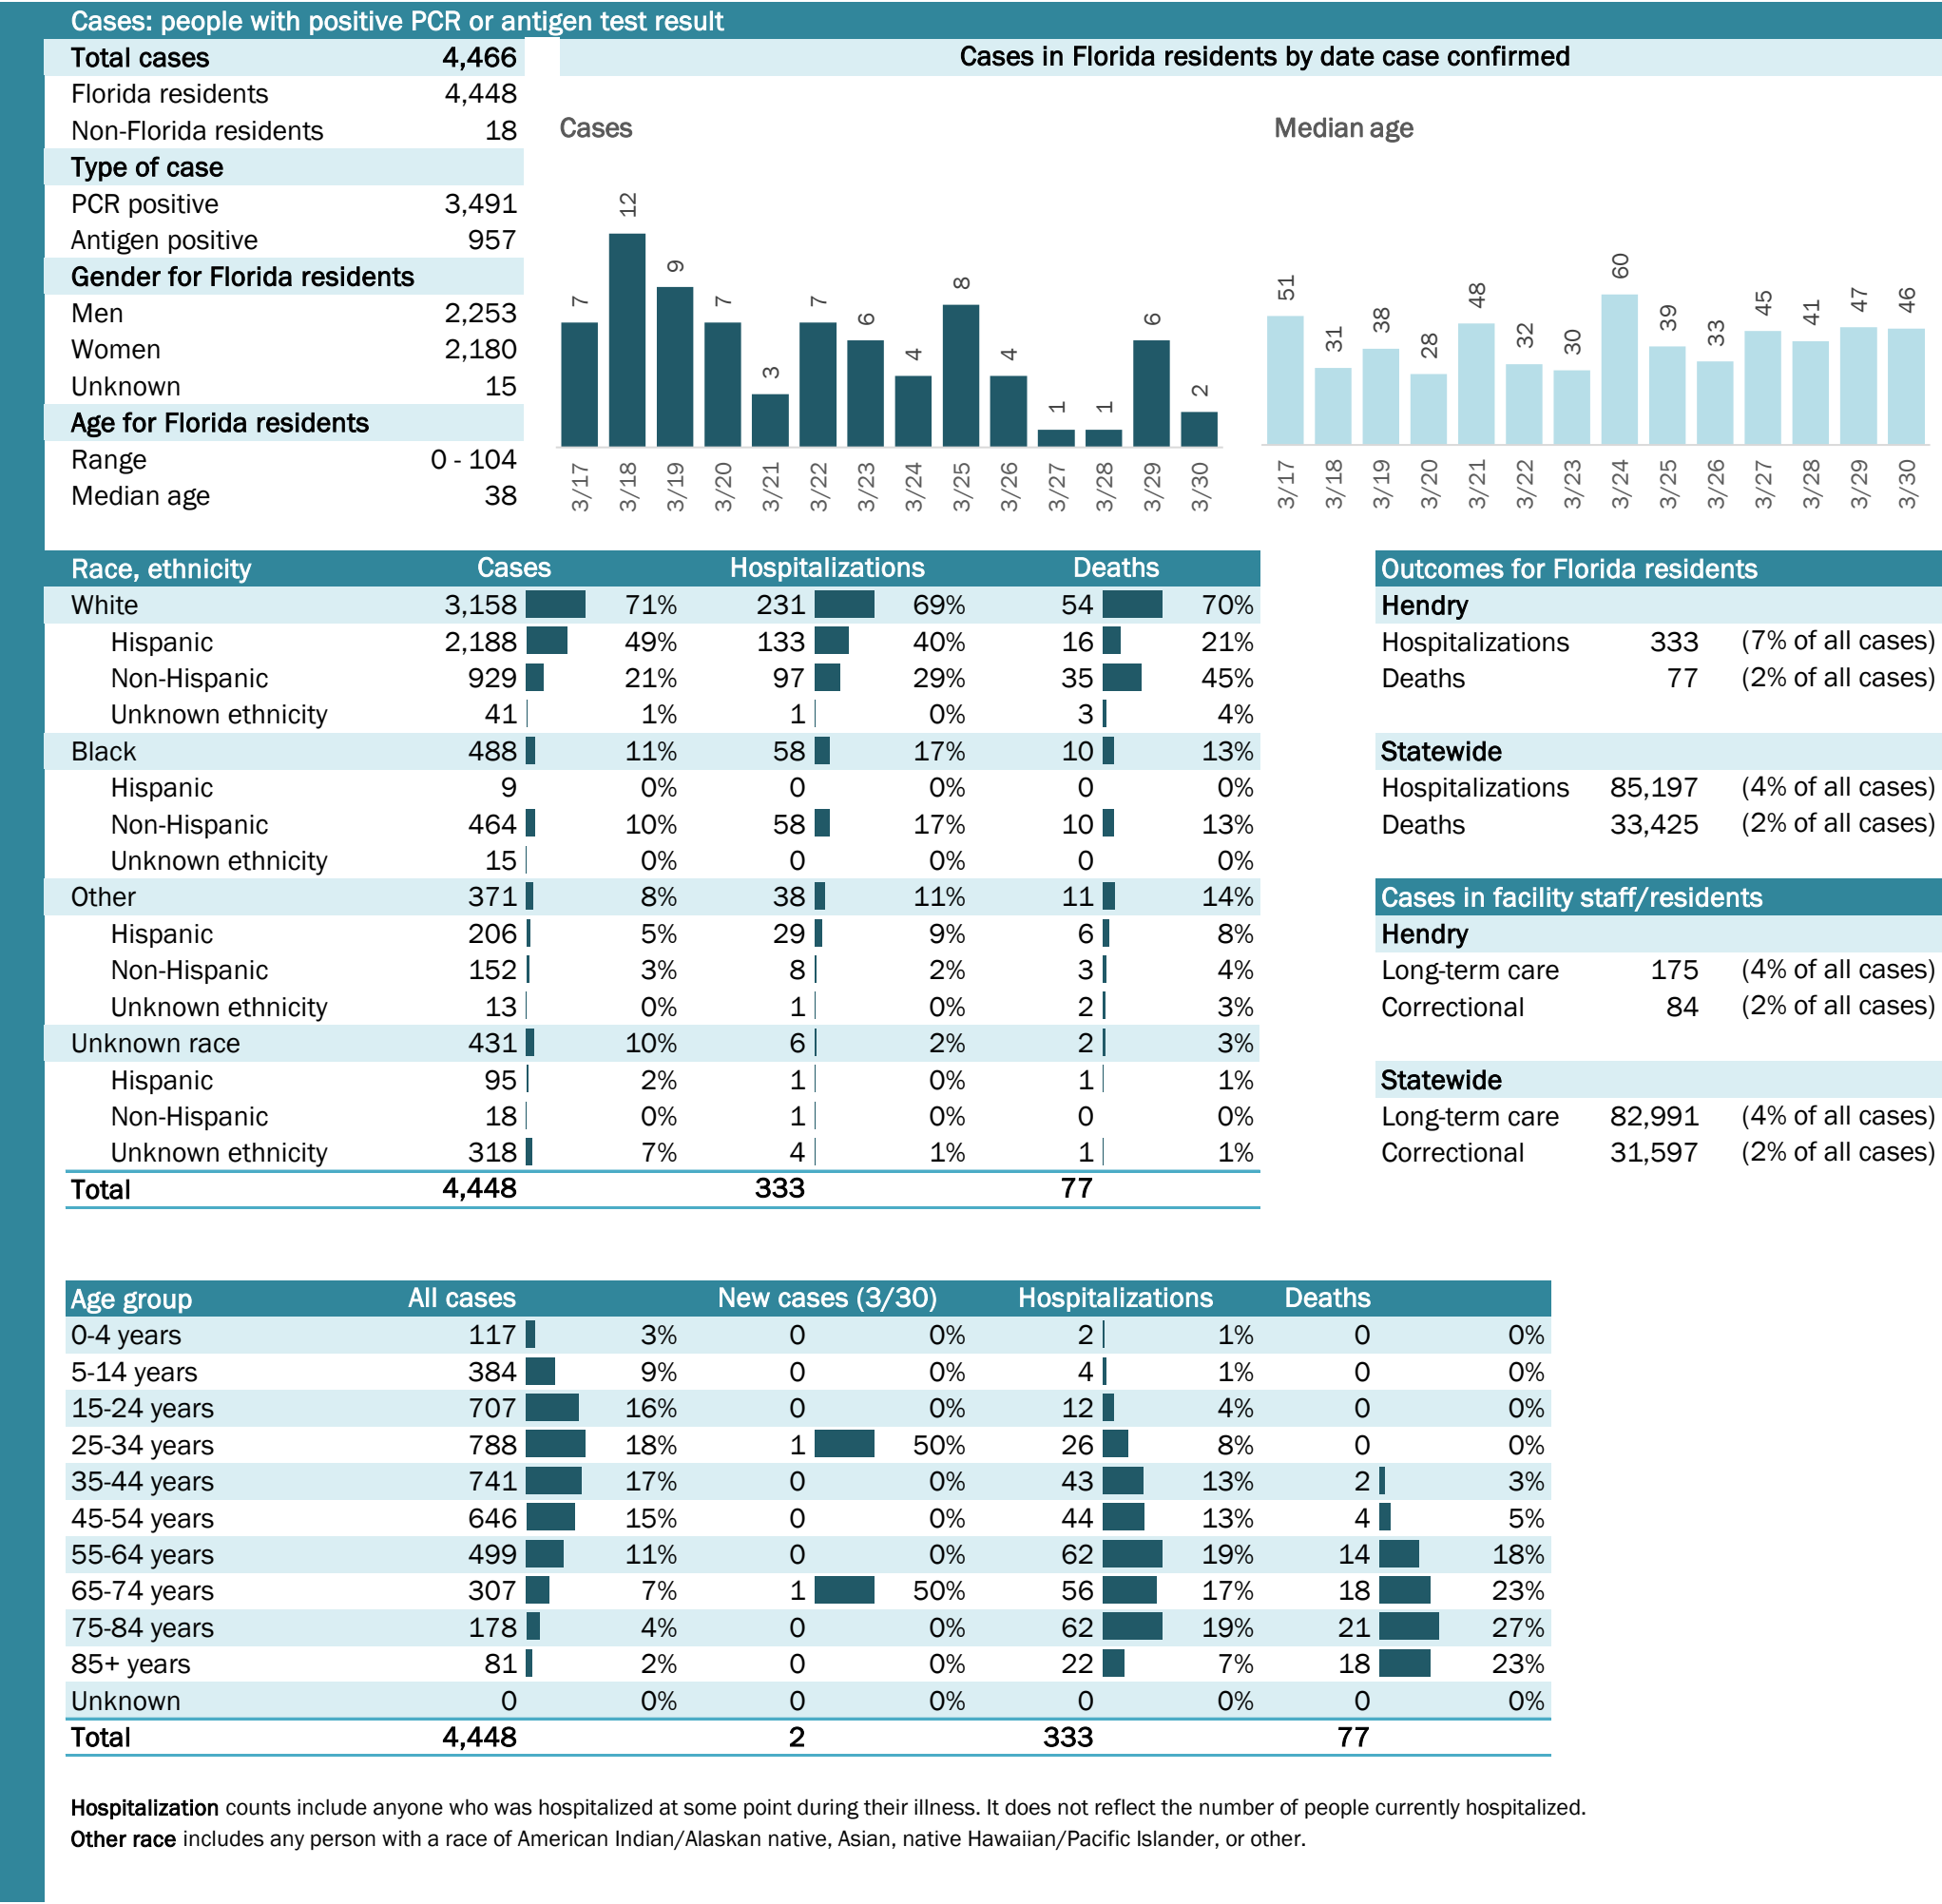 Cases: people with positive PCR or antigen test result
Total cases 4,466
Florida residents 4,448
Non-Florida residents 18
Type of case
PCR positive 3,491
Antigen positive 957
Gender for Florida residents
Men 2,253
Women 2,180
Unknown 15
Age for Florida residents
Range 0 - 104
Median age 38
Cases in Florida residents by date case confirmed
Cases
7 12 9 7 3 7 6 4 8 4 1 1 6 2
3/17 3/18 3/19 3/20 3/21 3/22 3/23 3/24 3/25 3/26 3/27 3/28 3/29 3/30
Median age
51 31 38 28 48 32 30 60 39 33 45 41 47 46
3/17 3/18 3/19 3/20 3/21 3/22 3/23 3/24 3/25 3/26 3/27 3/28 3/29 3/30
Race, ethnicity Cases Hospitalizations Deaths
White 3,158 71% 231 69% 54 70%
Hispanic 2,188 49% 133 40% 16 21%
Non-Hispanic 929 21% 97 29% 35 45%
Unknown ethnicity 41 1% 1 0% 3 4%
Black 488 11% 58 17% 10 13%
Hispanic 9 0% 0 0% 0 0%
Non-Hispanic 464 10% 58 17% 10 13%
Unknown ethnicity 15 0% 0 0% 0 0%
Other 371 8% 38 11% 11 14%
Hispanic 206 5% 29 9% 6 8%
Non-Hispanic 152 3% 8 2% 3 4%
Unknown ethnicity 13 0% 1 0% 2 3%
Unknown race 431 10% 6 2% 2 3%
Hispanic 95 2% 1 0% 1 1%
Non-Hispanic 18 0% 1 0% 0 0%
Unknown ethnicity 318 7% 4 1% 1 1%
Total 4,448 333 77
Outcomes for Florida residents
Hendry
Hospitalizations 333 (7% of all cases)
Deaths 77 (2% of all cases)
Statewide
Hospitalizations 85,197 (4% of all cases)
Deaths 33,425 (2% of all cases)
Cases in facility staff/residents
Hendry
Long-term care 175 (4% of all cases)
Correctional 84 (2% of all cases)
Statewide
Long-term care 82,991 (4% of all cases)
Correctional 31,597 (2% of all cases)
Age group All cases New cases (3/30) Hospitalizations Deaths
0-4 years 117 3% 0 0% 2 1% 0 0%
5-14 years 384 9% 0 0% 4 1% 0 0%
15-24 years 707 16% 0 0% 12 4% 0 0%
25-34 years 788 18% 1 50% 26 8% 0 0%
35-44 years 741 17% 0 0% 43 13% 2 3%
45-54 years 646 15% 0 0% 44 13% 4 5%
55-64 years 499 11% 0 0% 62 19% 14 18%
65-74 years 307 7% 1 50% 56 17% 18 23%
75-84 years 178 4% 0 0% 62 19% 21 27%
85+ years 81 2% 0 0% 22 7% 18 23%
Unknown 0 0% 0 0% 0 0% 0 0%
Total 4,448 2 333 77
Hospitalization counts include anyone who was hospitalized at some point during their illness. It does not reflect the number of people currently hospitalized.
Other race includes any person with a race of American Indian/Alaskan native, Asian, native Hawaiian/Pacific Islander, or other.